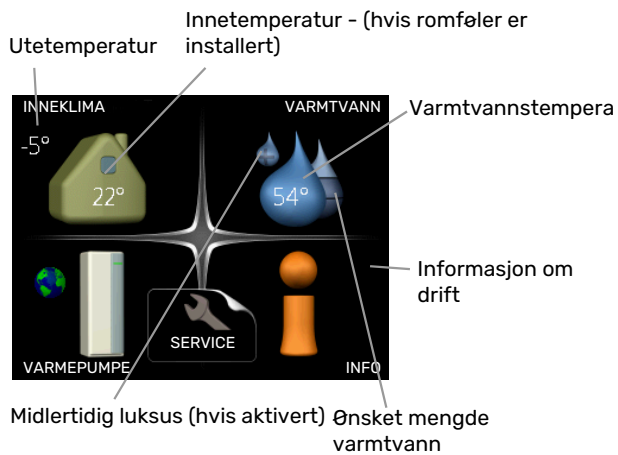 Innetemperatur - (hvis romføler er
installert)
Utetemperatur
INNEKLIMA
VARMTVANN
Varmtvannstempera
-5°
22°
54°
Informasjon om
drift
SERVICE
VARMEPUMPE
INFO
Midlertidig luksus (hvis aktivert)
Ønsket mengde
varmtvann